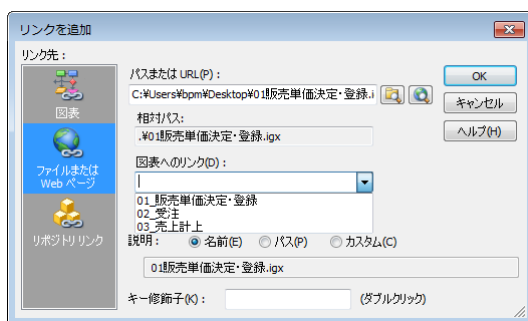 リンクを追加
リンク先：
図表
ファイルまたは
Web ページ
リポジトリ リンク
パスまたは URL(P)：
C:¥Users¥bpm¥Desktop¥01販売単価決定･登録.i
相対パス:
.¥01販売単価決定･登録.igx
図表へのリンク(D)：
01_販売単価決定･登録
02_受注
03_売上計上
説明： 名前(E) パス(P) カスタム(C)
01販売単価決定･登録.igx
キー修飾子(K)： (ダブルクリック)
OK
キャンセル
ヘルプ(H)